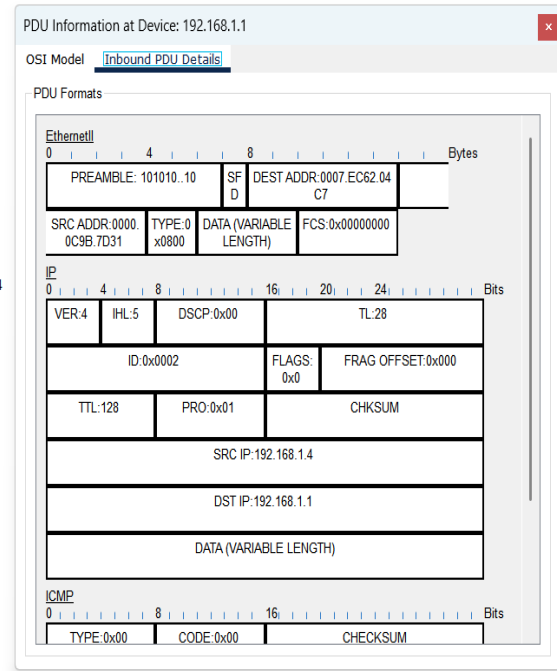 PDU Information at Device: 192.168.1.1
x
OSI Model Inbound PDU Details
PDU Formats
EthernetII
0 4 8 Bytes
PREAMBLE: 101010..10
SF
D
DEST ADDR:0007.EC62.04
C7
SRC ADDR:0000.
0C9B.7D31
TYPE:0
x0800
DATA (VARIABLE
LENGTH)
FCS:0x00000000
4
IP
0 4 8 16 20 24 Bits
VER:4 IHL:5 DSCP:0x00 TL:28
ID:0x0002
FLAGS:
0x0
FRAG OFFSET:0x000
TTL:128 PRO:0x01 CHKSUM
SRC IP:192.168.1.4
DST IP:192.168.1.1
DATA (VARIABLE LENGTH)
ICMP
0 8 16 Bits
TYPE:0x00 CODE:0x00 CHECKSUM